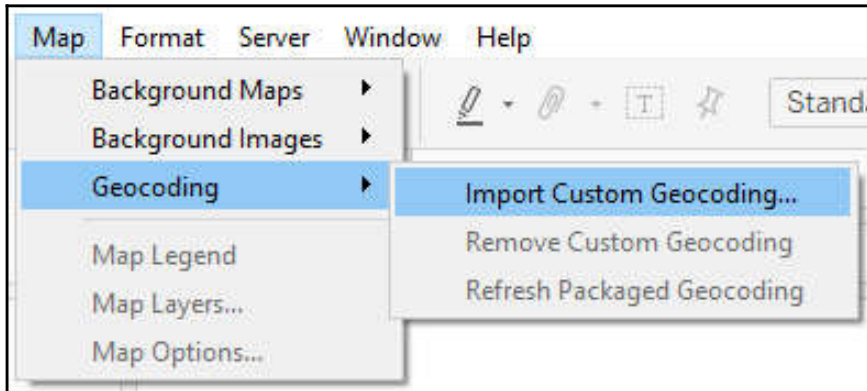 Map Format Server Window Help
Background Maps
Background Images
Geocoding
Map Legend
Map Layers...
Map Options...
T Standa
Import Custom Geocoding...
Remove Custom Geocoding
Refresh Packaged Geocoding